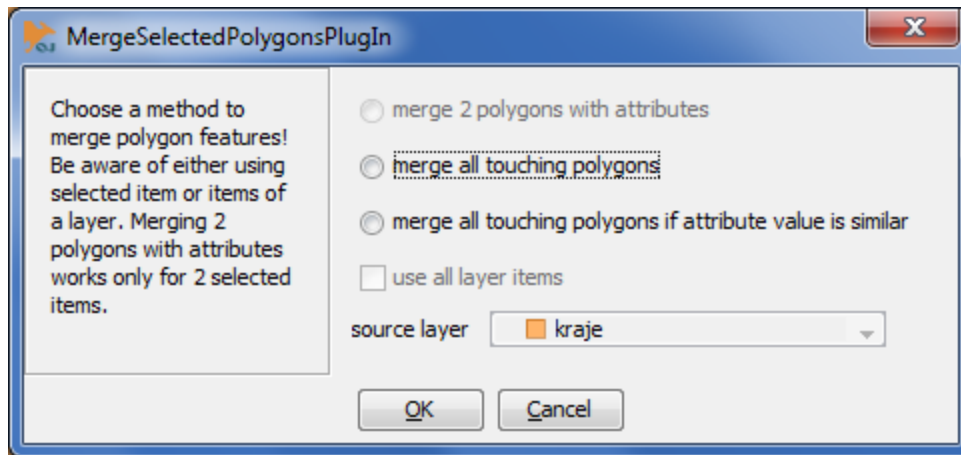 MergeSelectedPolygonsPlugIn
Choose a method to
merge polygon features!
Be aware of either using
selected item or items of
a layer. Merging 2
polygons with attributes
works only for 2 selected
items.
merge 2 polygons with attributes
merge all touching polygons
merge all touching polygons if attribute value is similar
use all layer items
source layer kraje
OK Cancel